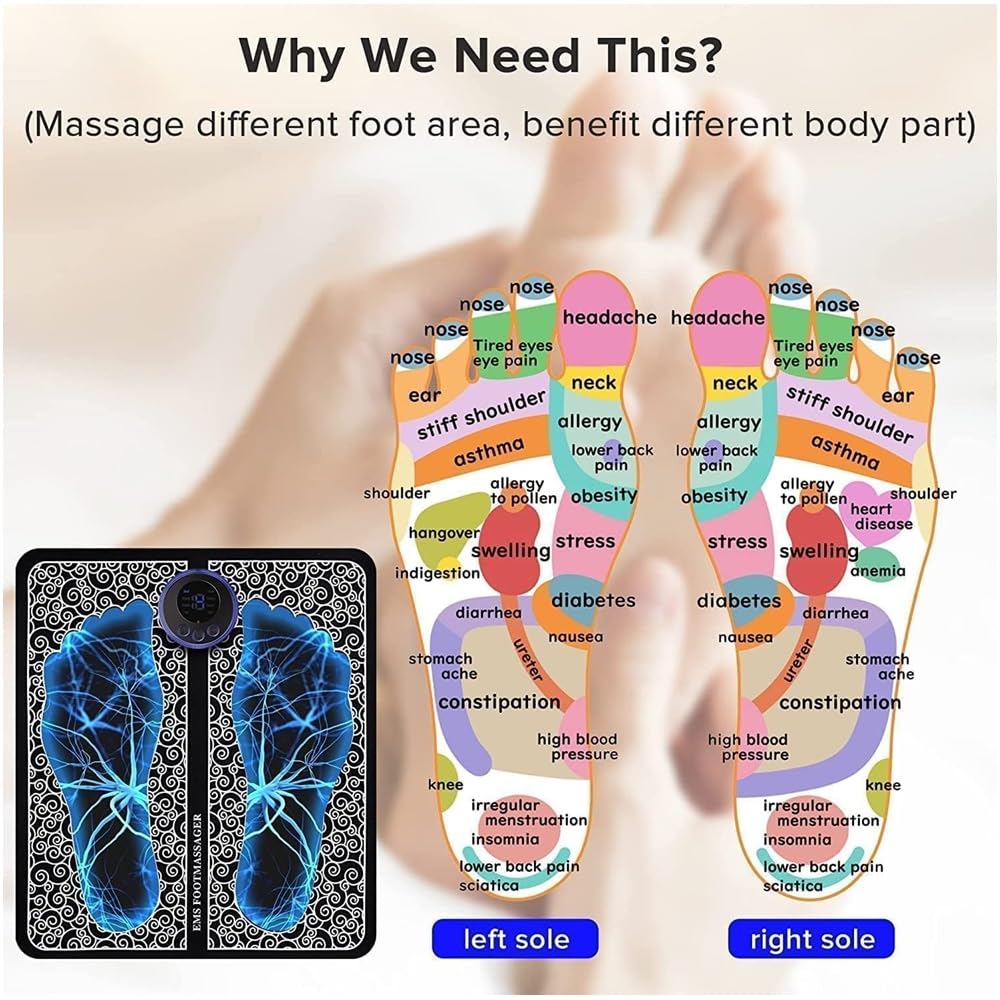 Why We Need This?
(Massage different foot area, benefit different body part)
nose
nose
nose
nose
headache
Tired eyes
eye pain
ear
neck
stiff shoulder
allergy
asthma
lower back
pain
shoulder
allergy
to pollen
obesity
hangover
swelling
stress
indigestion
diabetes
diarrhea
nausea
ureter
stomach
ache
constipation
high blood
pressure
knee
irregular
menstruation
insomnia
lower back pain
sciatica
left sole
headache
nose
nose
nose
nose
Tired eyes
eye pain
neck
ear
stiff shoulder
allergy
asthma
lower back
pain
obesity
allergy
to pollen
shoulder
heart
disease
stress
swelling
anemia
diabetes
diarrhea
nausea
ureter
stomach
ache
constipation
high blood
pressure
knee
irregular
menstruation
insomnia
lower back pain
sciatica
right sole
EMS FOOTMASSAGER